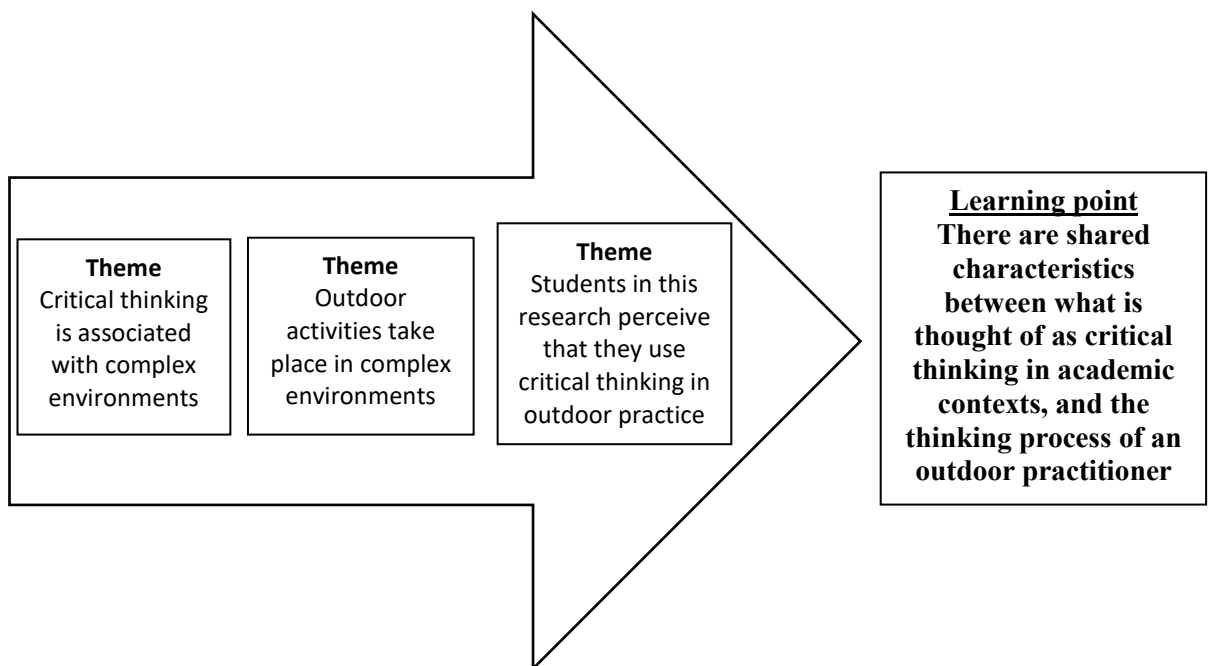 Theme
Critical thinking
is associated
with complex
environments
Theme
Outdoor
activities take
place in complex
environments
Theme
Students in this
research perceive
that they use
critical thinking in
outdoor practice
Learning point
There are shared
characteristics
between what is
thought of as critical
thinking in academic
contexts, and the
thinking process of an
outdoor practitioner